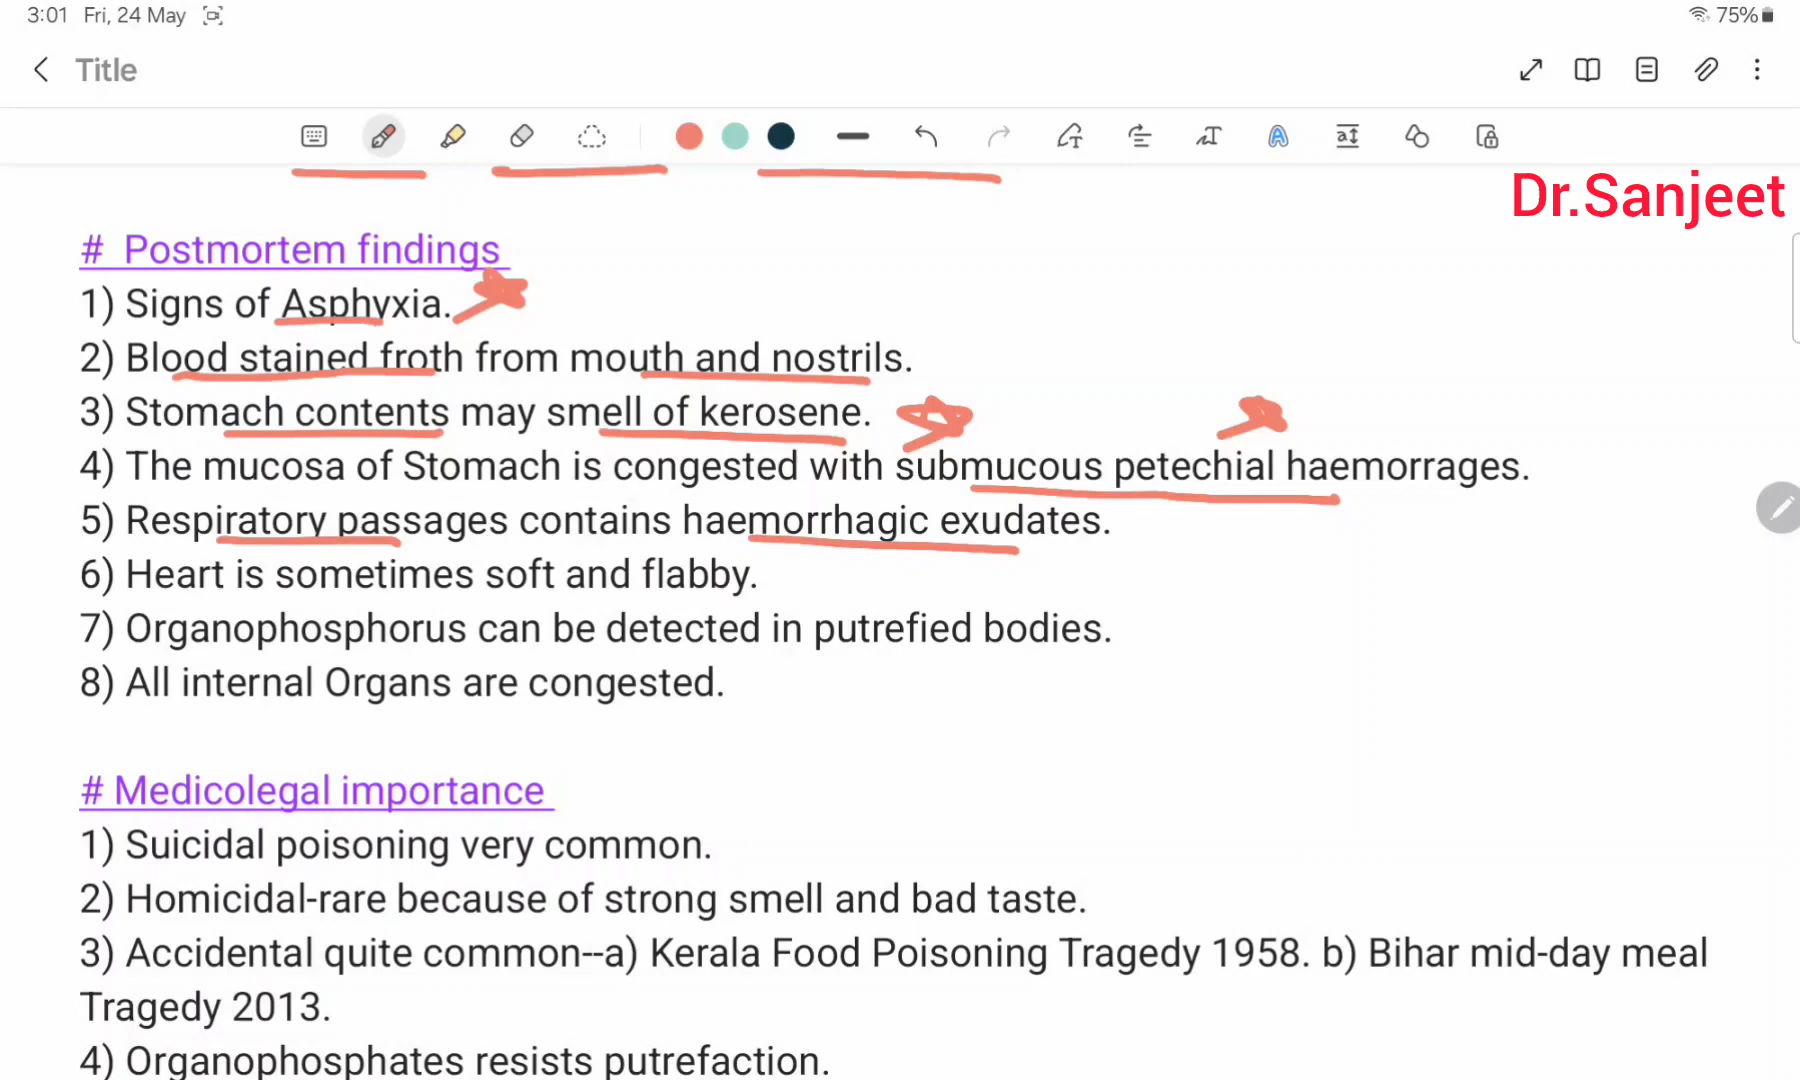 3:01 Fri, 24 May 75%
Title
Dr.Sanjeet
# Postmortem findings
1) Signs of Asphyxia.
2) Blood stained froth from mouth and nostrils.
3) Stomach contents may smell of kerosene.
4) The mucosa of Stomach is congested with submucous petechial haemorrages.
5) Respiratory passages contains haemorrhagic exudates.
6) Heart is sometimes soft and flabby.
7) Organophosphorus can be detected in putrefied bodies.
8) All internal Organs are congested.
# Medicolegal importance
1) Suicidal poisoning very common.
2) Homicidal-rare because of strong smell and bad taste.
3) Accidental quite common--a) Kerala Food Poisoning Tragedy 1958. b) Bihar mid-day meal
Tragedy 2013.
4) Organophosphates resists putrefaction.